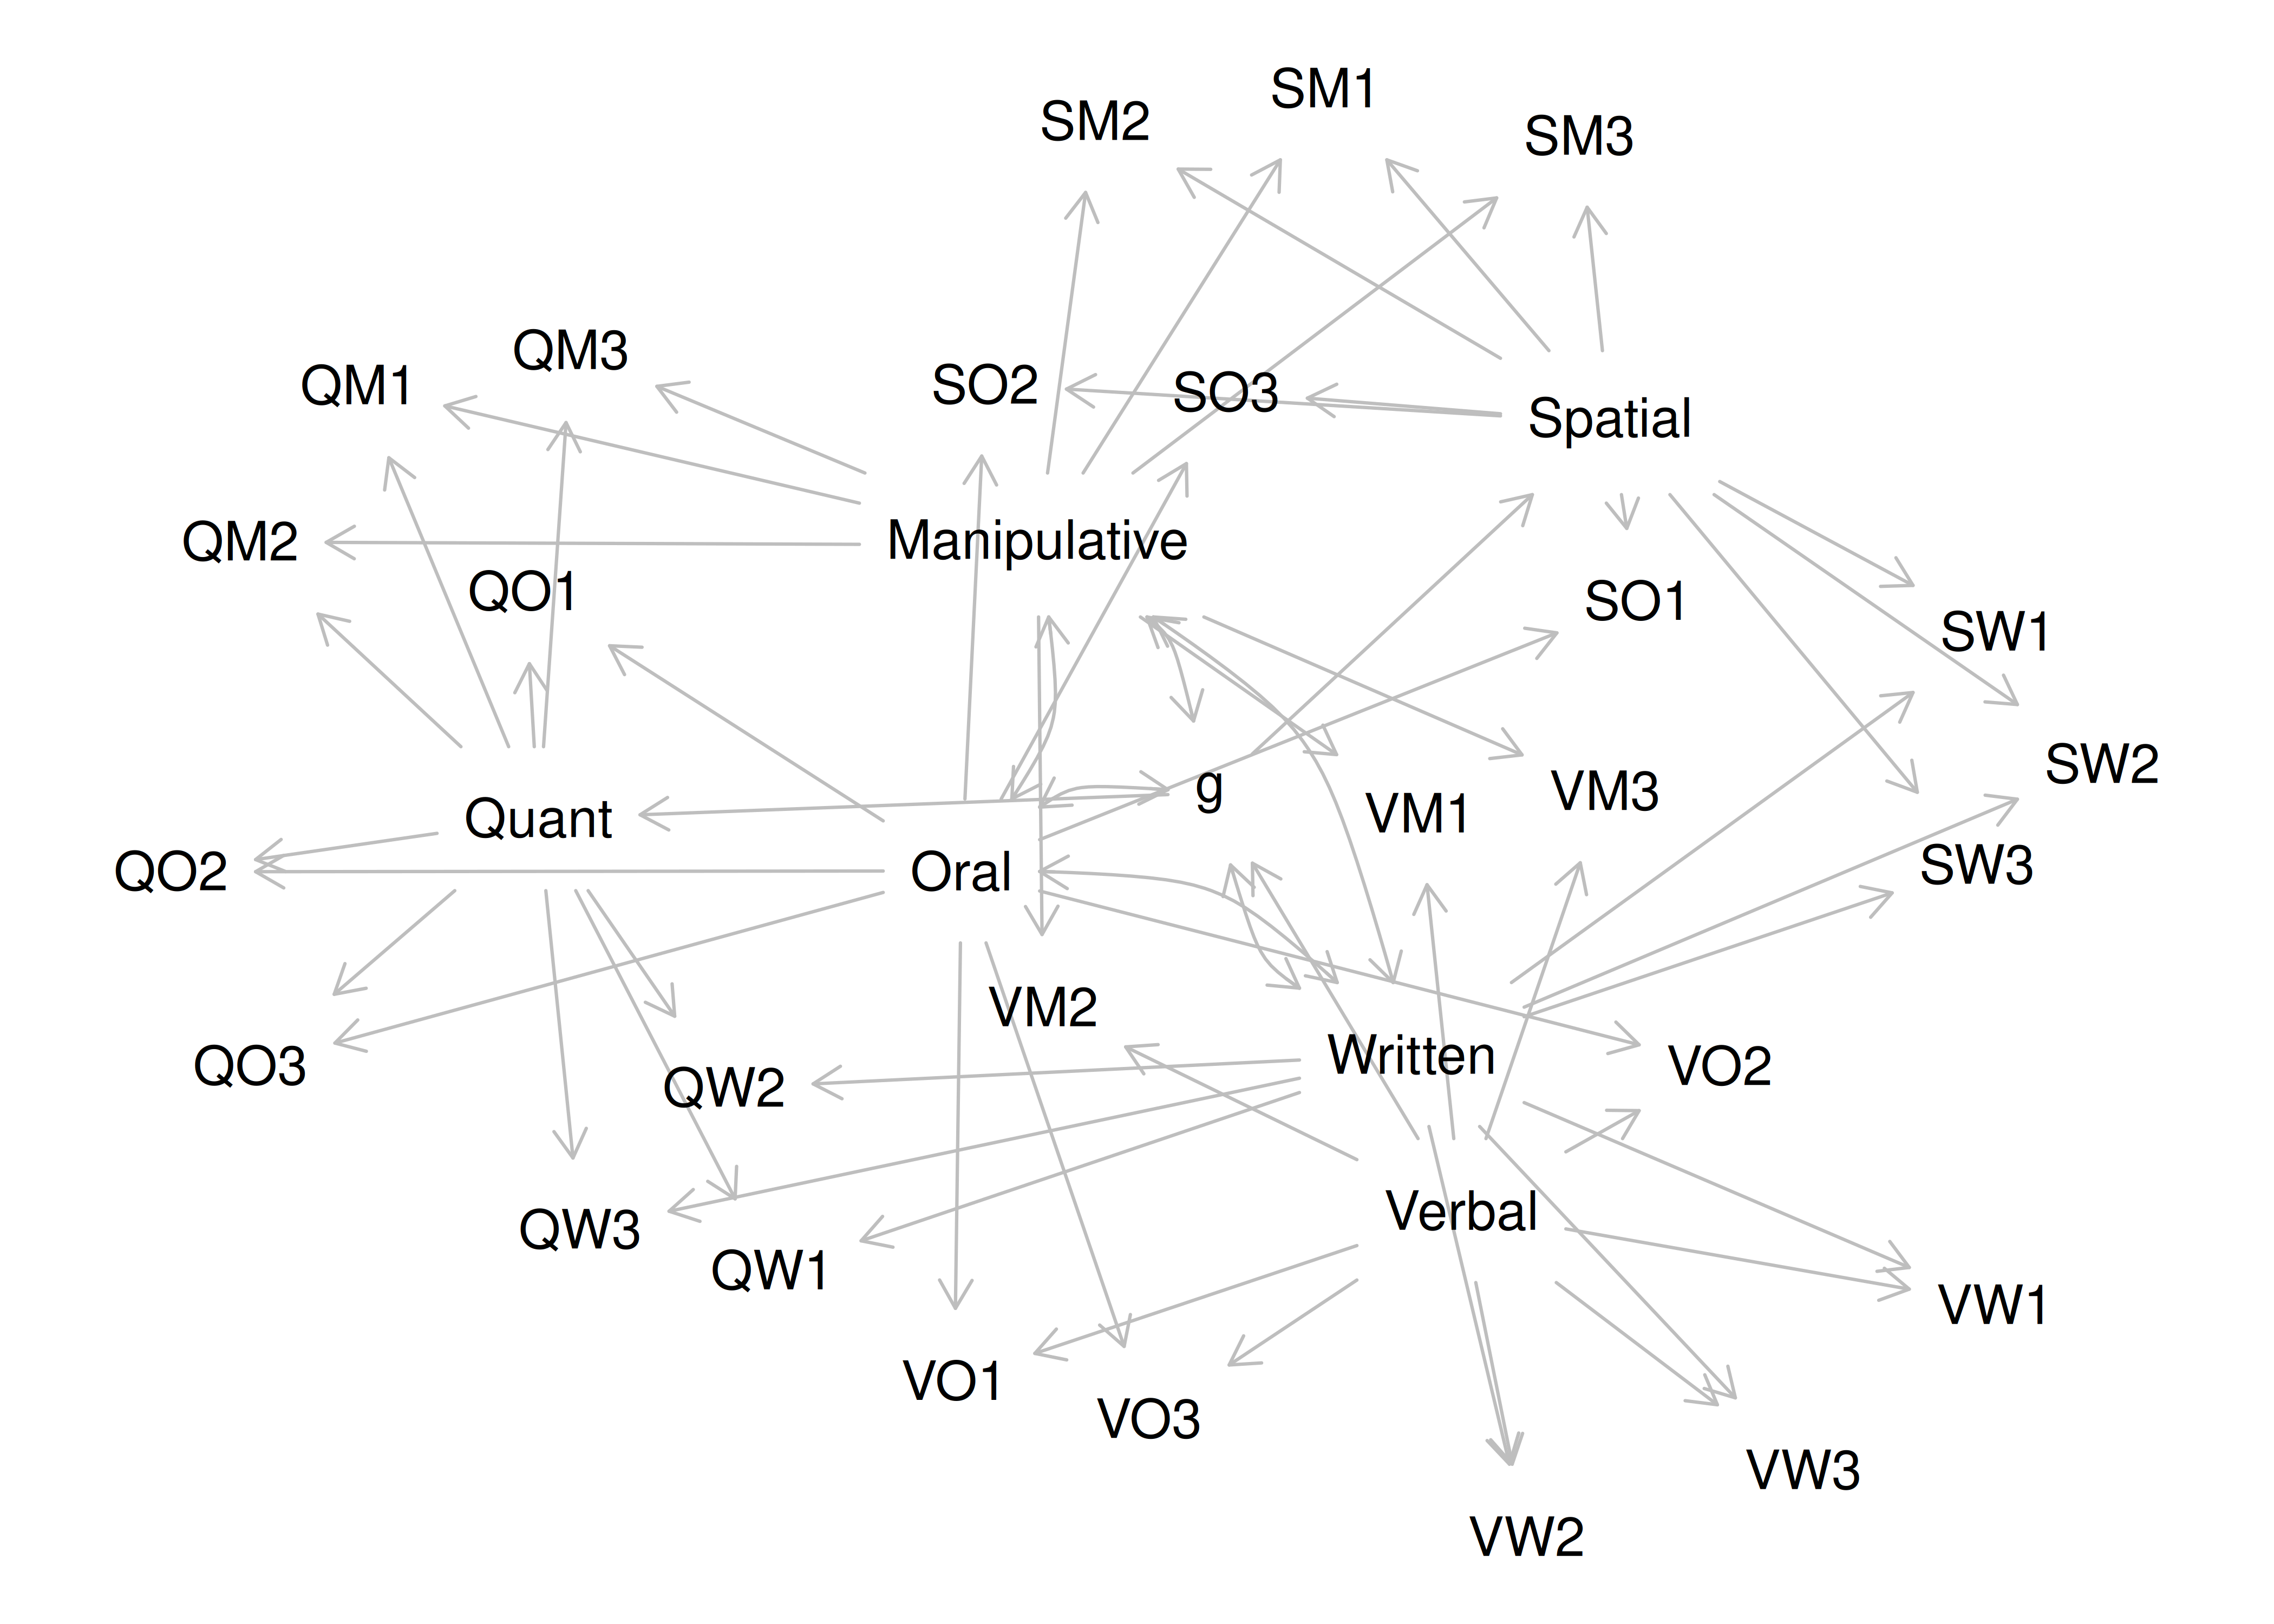 SM1
SM2
SM3
QM3
QM1
SO2
SO3
Spatial
QM2
Manipulative
QO1
SO1
SW1
SW2
g
VM3
VM1
Quant
QO2
Oral
SW3
VM2
Written
QO3
VO2
QW2
Verbal
QW3
QW1
VW1
VO1
VO3
VW3
VW2